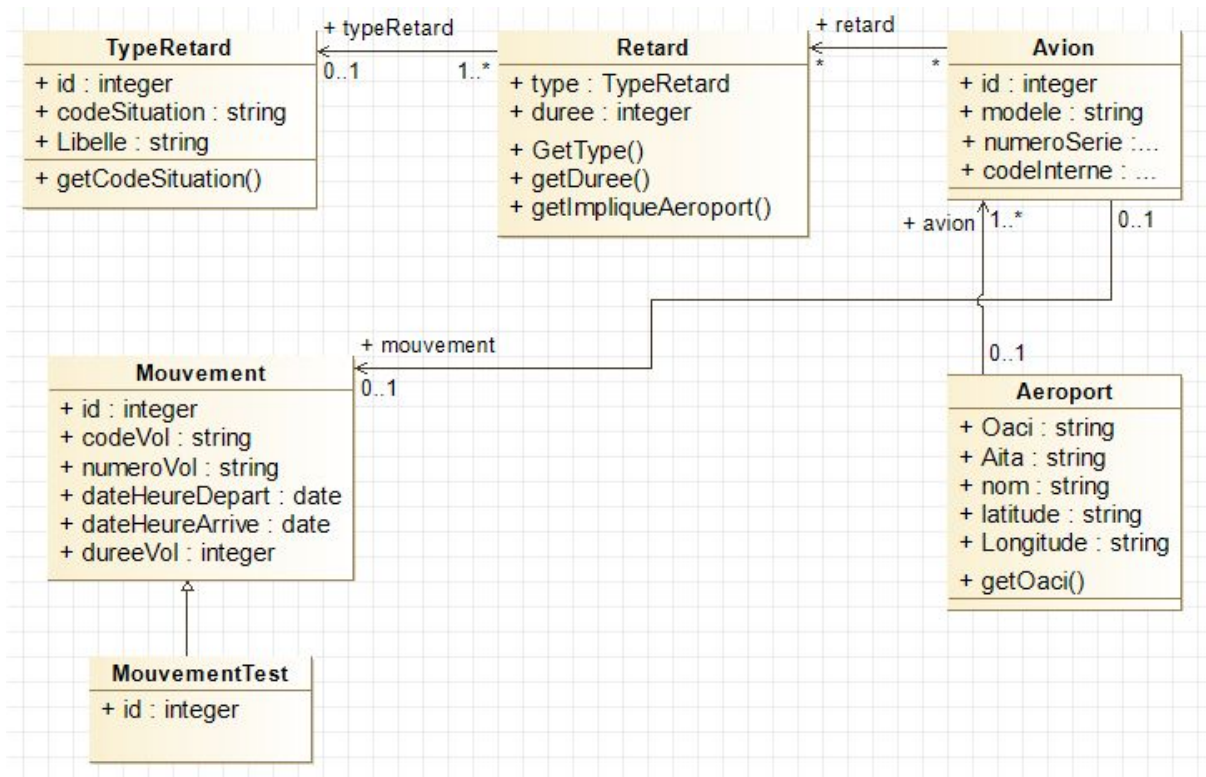 TypeRetard
+ id : integer
+ codeSituation : string
+ Libelle : string
+ getCodeSituation()
+ typeRetard
0..1
1..*
Retard
+ type : TypeRetard
+ duree : integer
+ GetType()
+ getDuree()
+ getImpliqueAeroport()
+ retard
*
*
Avion
+ id : integer
+ modele : string
+ numeroSerie :...
+ codeInterne : ...
+ avion
1..*
0..1
+ mouvement
0..1
0..1
Mouvement
+ id : integer
+ codeVol : string
+ numeroVol : string
+ dateHeureDepart : date
+ dateHeureArrive : date
+ dureeVol : integer
Aeroport
+ Oaci : string
+ Aita : string
+ nom : string
+ latitude : string
+ Longitude : string
+ getOaci()
MouvementTest
+ id : integer